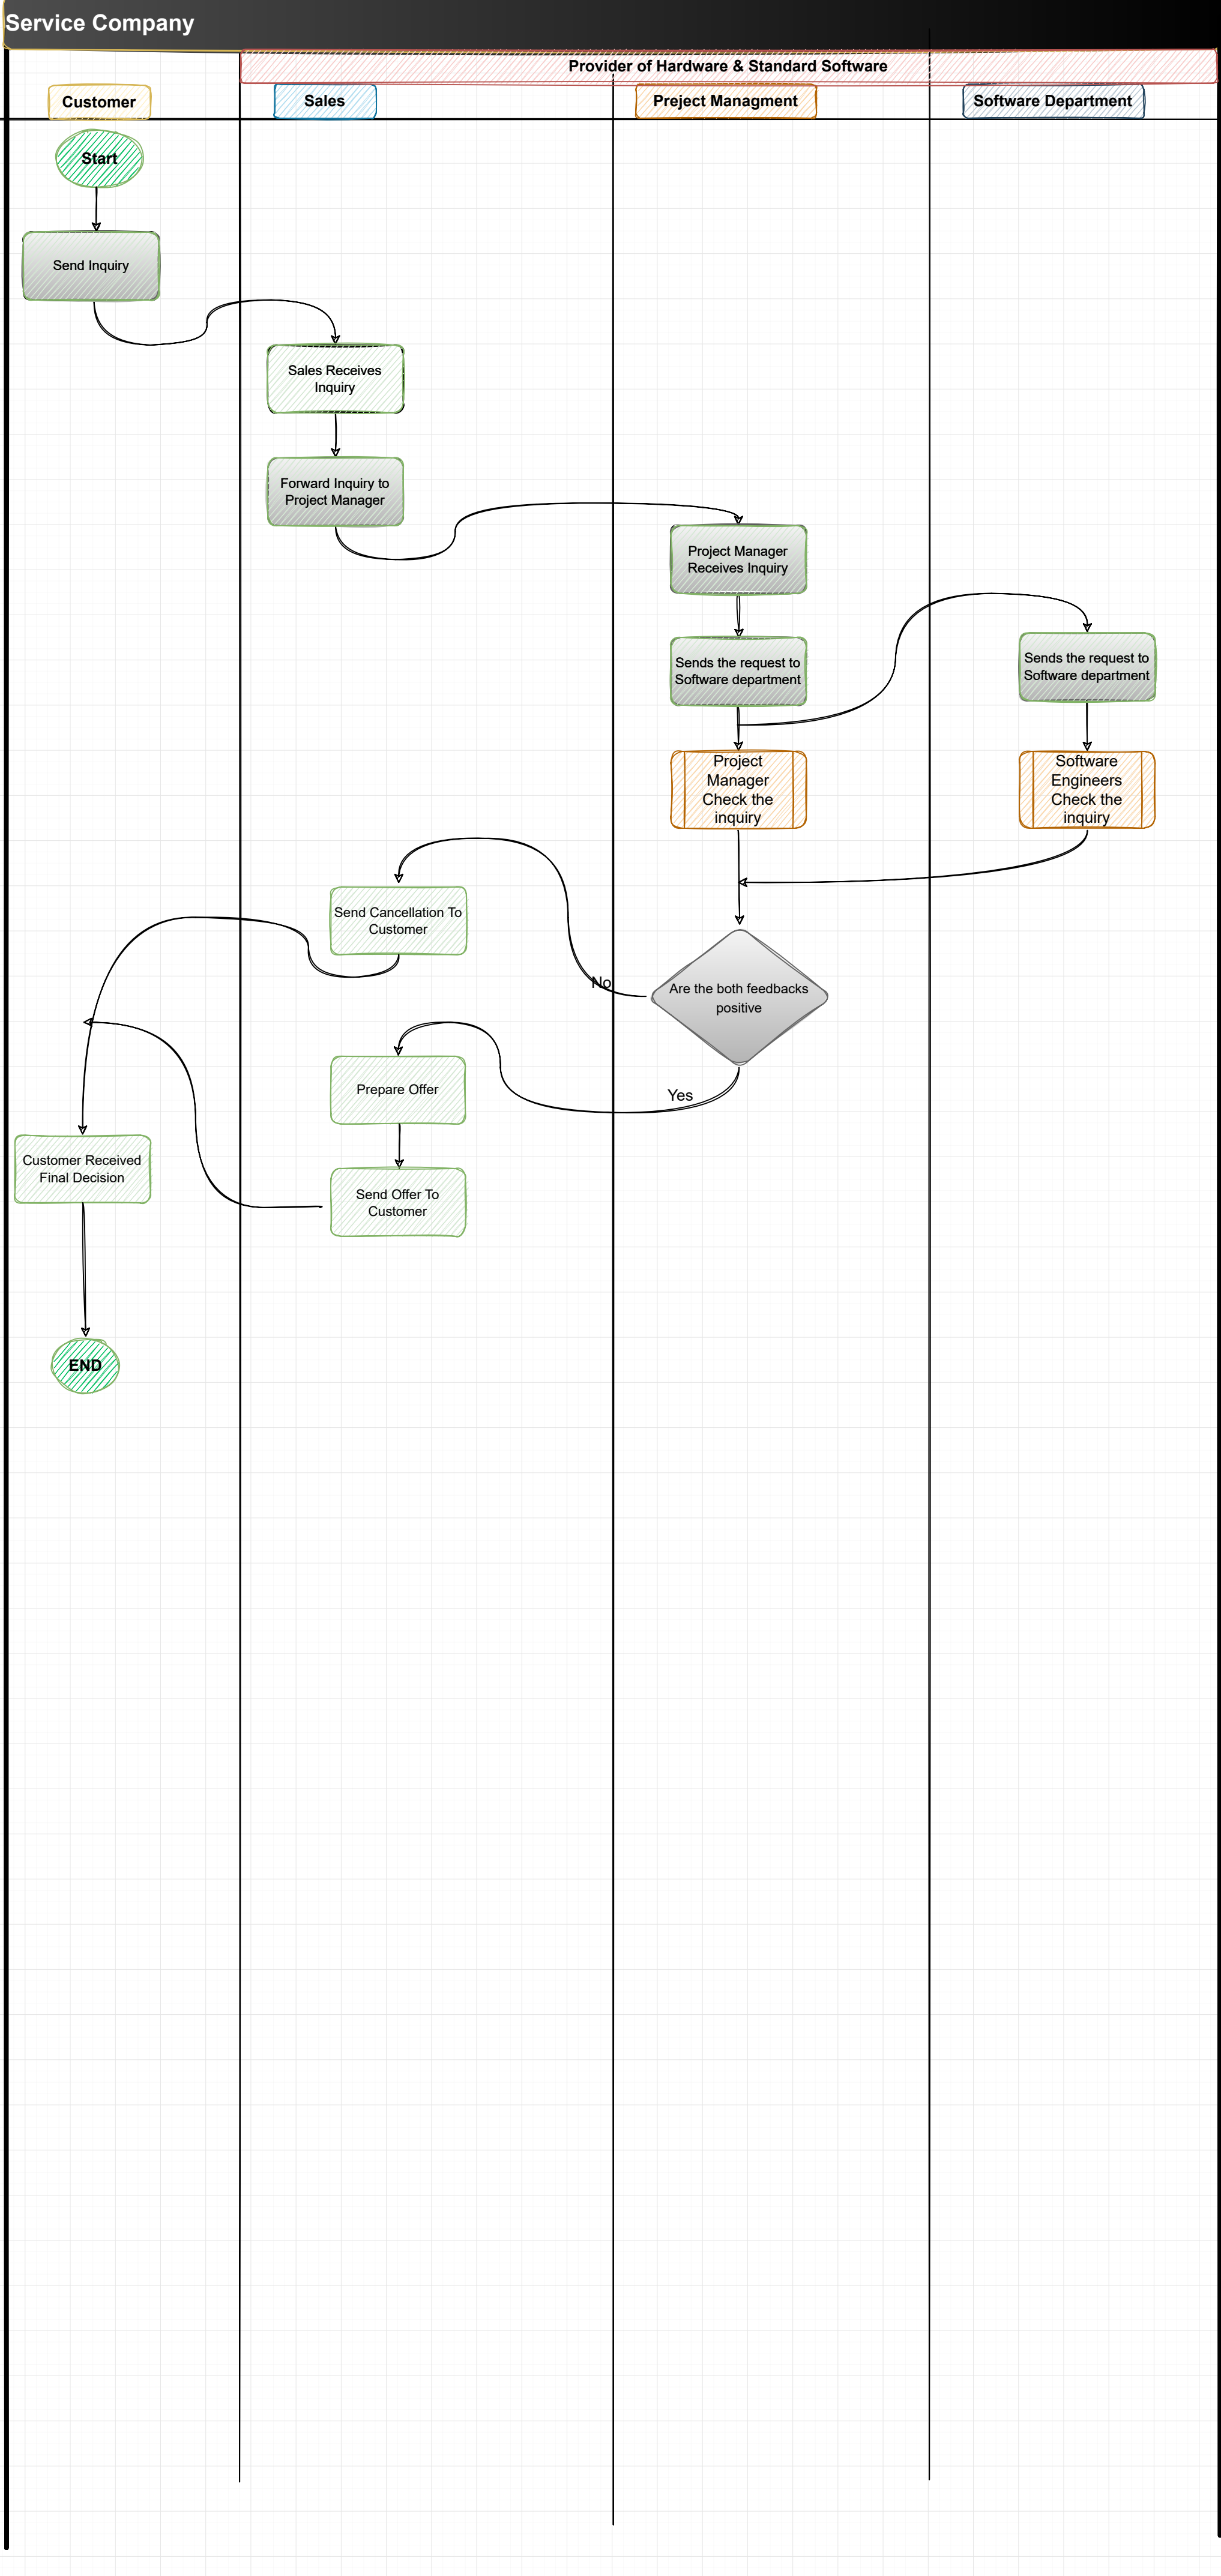 Service Company
Provider of Hardware & Standard Software
Customer
Sales
Preject Managment
Software Department
Start
Send Inquiry
Sales Receives
Inquiry
Forward Inquiry to
Project Manager
Project Manager
Receives Inquiry
Sends the request to
Software department
Sends the request to
Software department
Project
Manager
Check the
inquiry
Software
Engineers
Check the
inquiry
Send Cancellation To
Customer
No
Are the both feedbacks
positive
Prepare Offer
Yes
Customer Received
Final Decision
Send Offer To
Customer
END